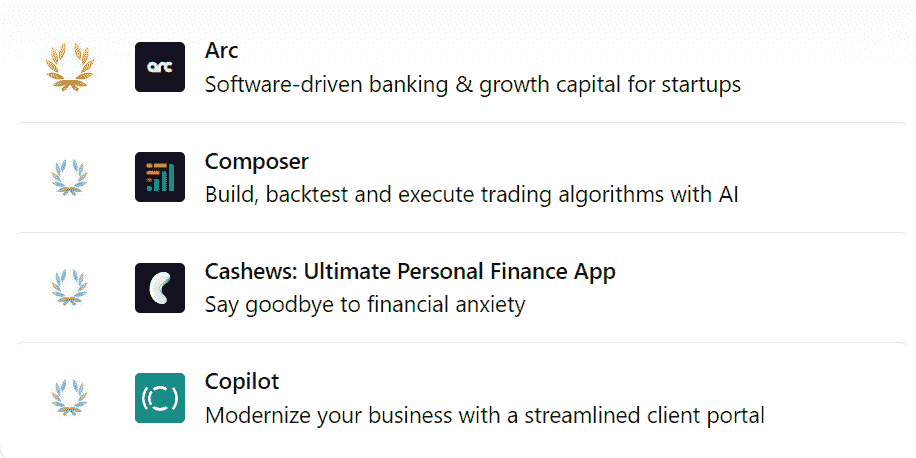 arc
Arc
Software-driven banking & growth capital for startups
Composer
Build, backtest and execute trading algorithms with AI
Cashews: Ultimate Personal Finance App
Say goodbye to financial anxiety
Copilot
Modernize your business with a streamlined client portal